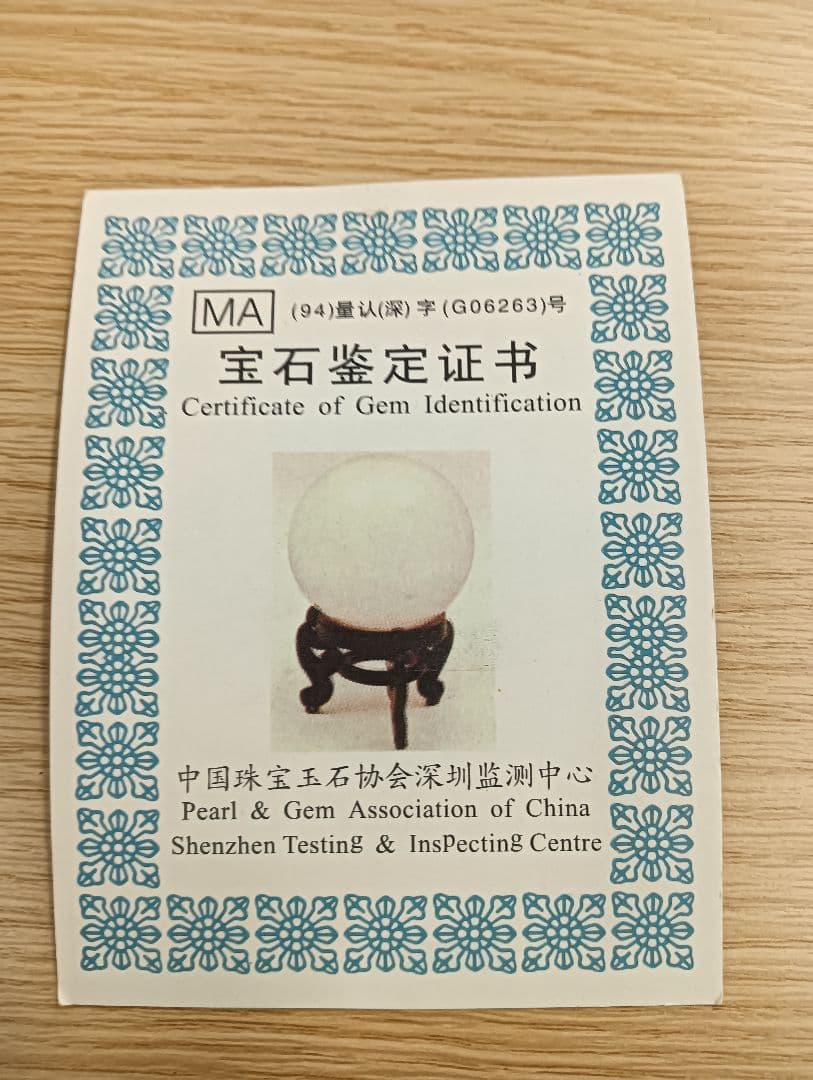 MA (94)量认(深)字(G06263)号
宝石鉴定证书
Certificate of Gem Identification
中国珠宝玉石协会深圳监测中心
Pearl & Gem Association of China
Shenzhen Testing & InsPecting Centre